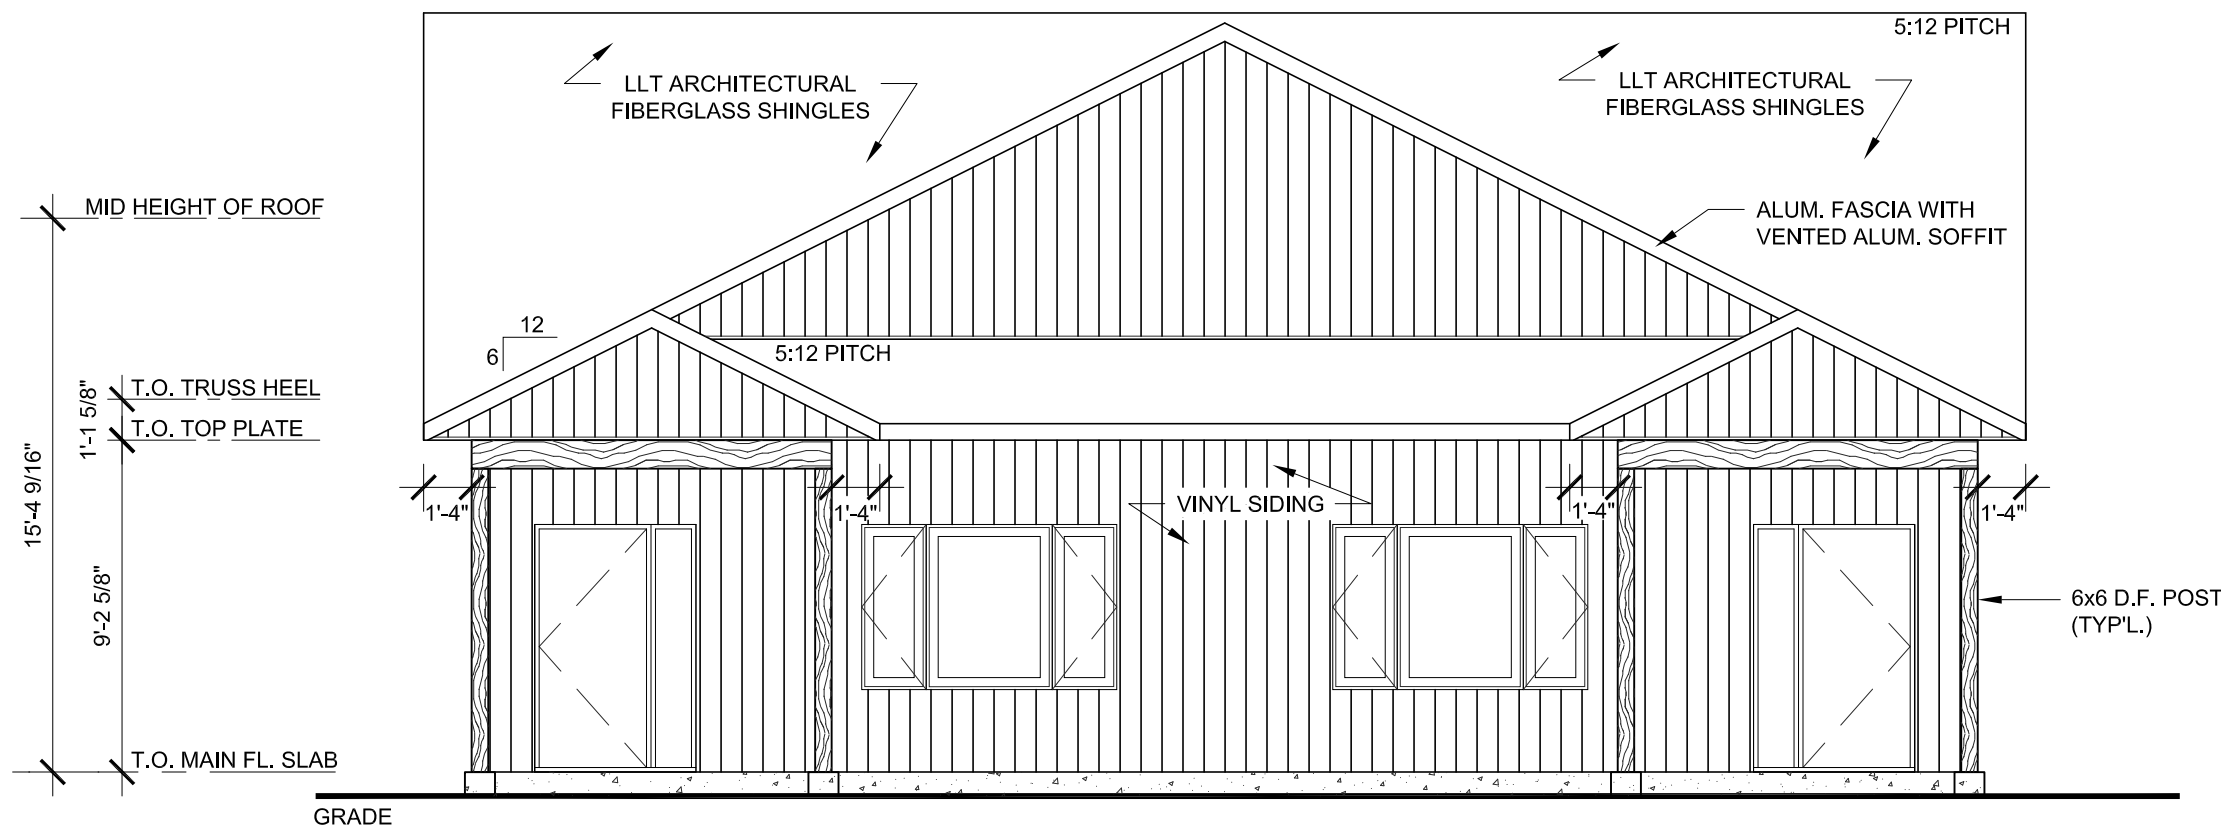 5:12 PITCH
LLT ARCHITECTURAL
FIBERGLASS SHINGLES
LLT ARCHITECTURAL
FIBERGLASS SHINGLES
MID HEIGHT OF ROOF
ALUM. FASCIA WITH
VENTED ALUM. SOFFIT
12
6
5:12 PITCH
T.O. TRUSS HEEL
1'-1 5/8"
T.O. TOP PLATE
15'-4 9/16"
9'-2 5/8"
1'-4"
1'-4"
VINYL SIDING
1'-4"
1'-4"
6x6 D.F. POST
(TYP'L.)
T.O. MAIN FL. SLAB
GRADE